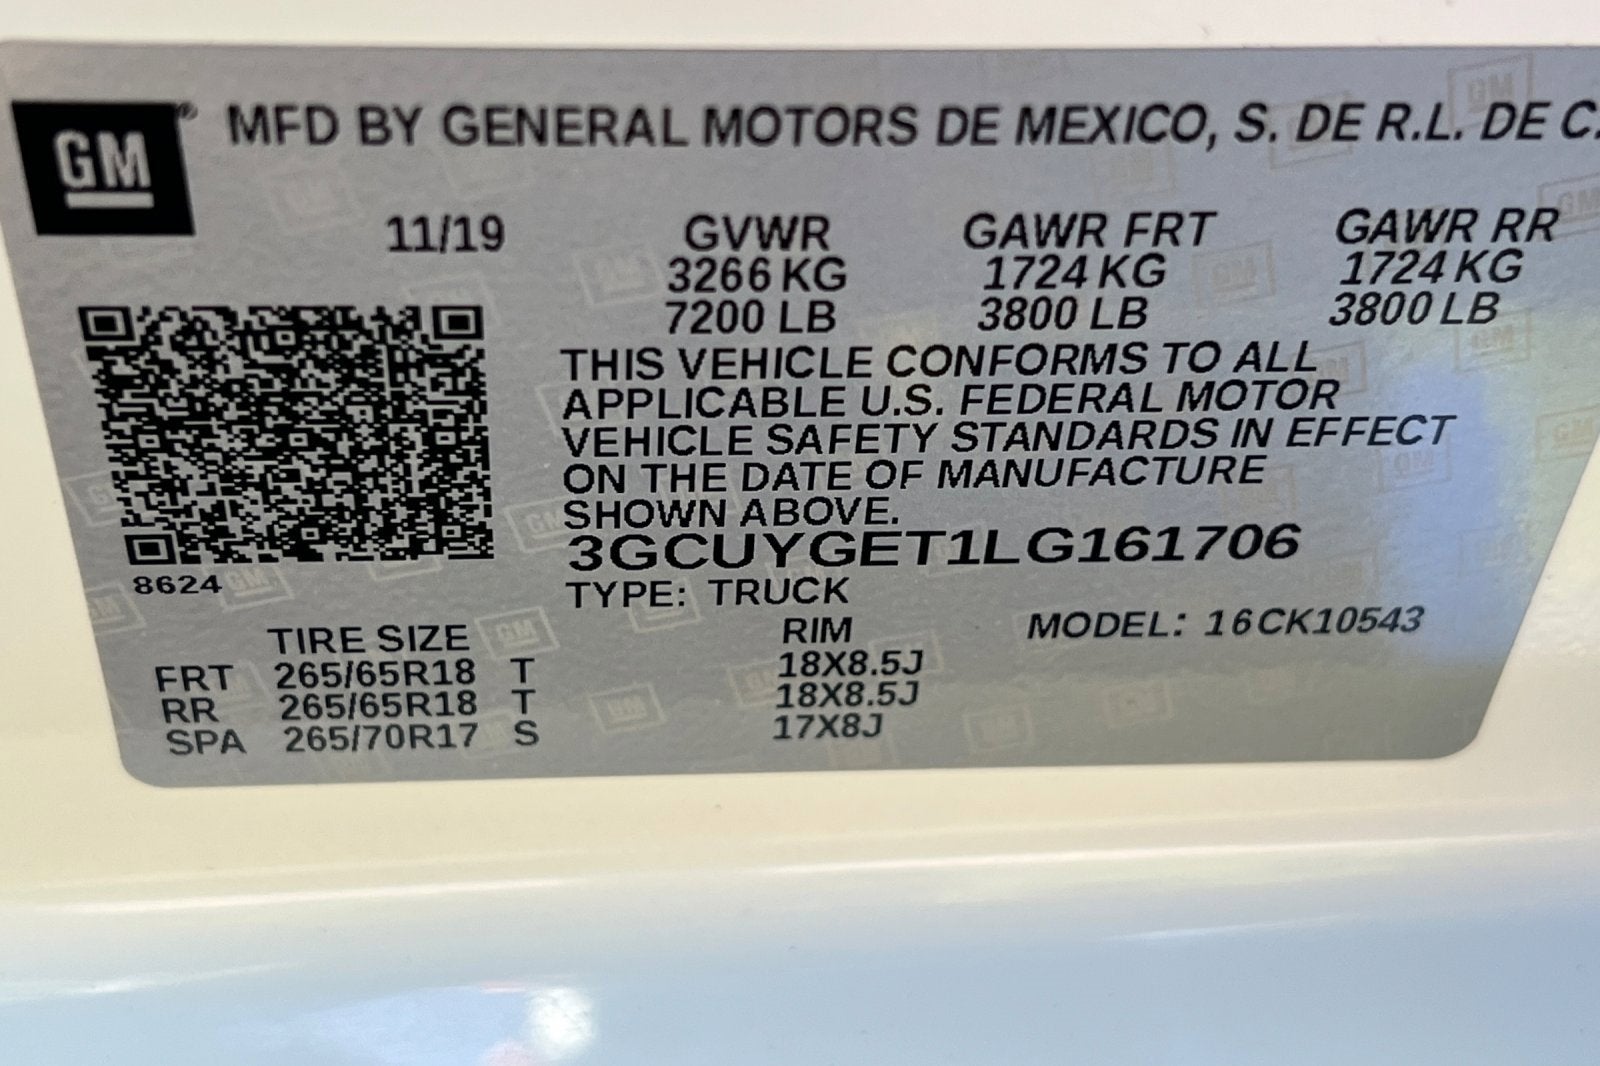 GM® MFD BY GENERAL MOTORS DE MEXICO, S. DE R.L. DE C.
11/19 GVWR GAWR FRT GAWR RR
3266 KG 1724 KG 1724 KG
7200 LB 3800 LB 3800 LB
THIS VEHICLE CONFORMS TO ALL
APPLICABLE U.S. FEDERAL MOTOR
VEHICLE SAFETY STANDARDS IN EFFECT
ON THE DATE OF MANUFACTURE
SHOWN ABOVE.
3GCUYGET1LG161706
8624
TYPE: TRUCK
TIRE SIZE RIM MODEL: 16CK10543
FRT 265/65R18 T 18X8.5J
RR 265/65R18 T 18X8.5J
SPA 265/70R17 S 17X8J